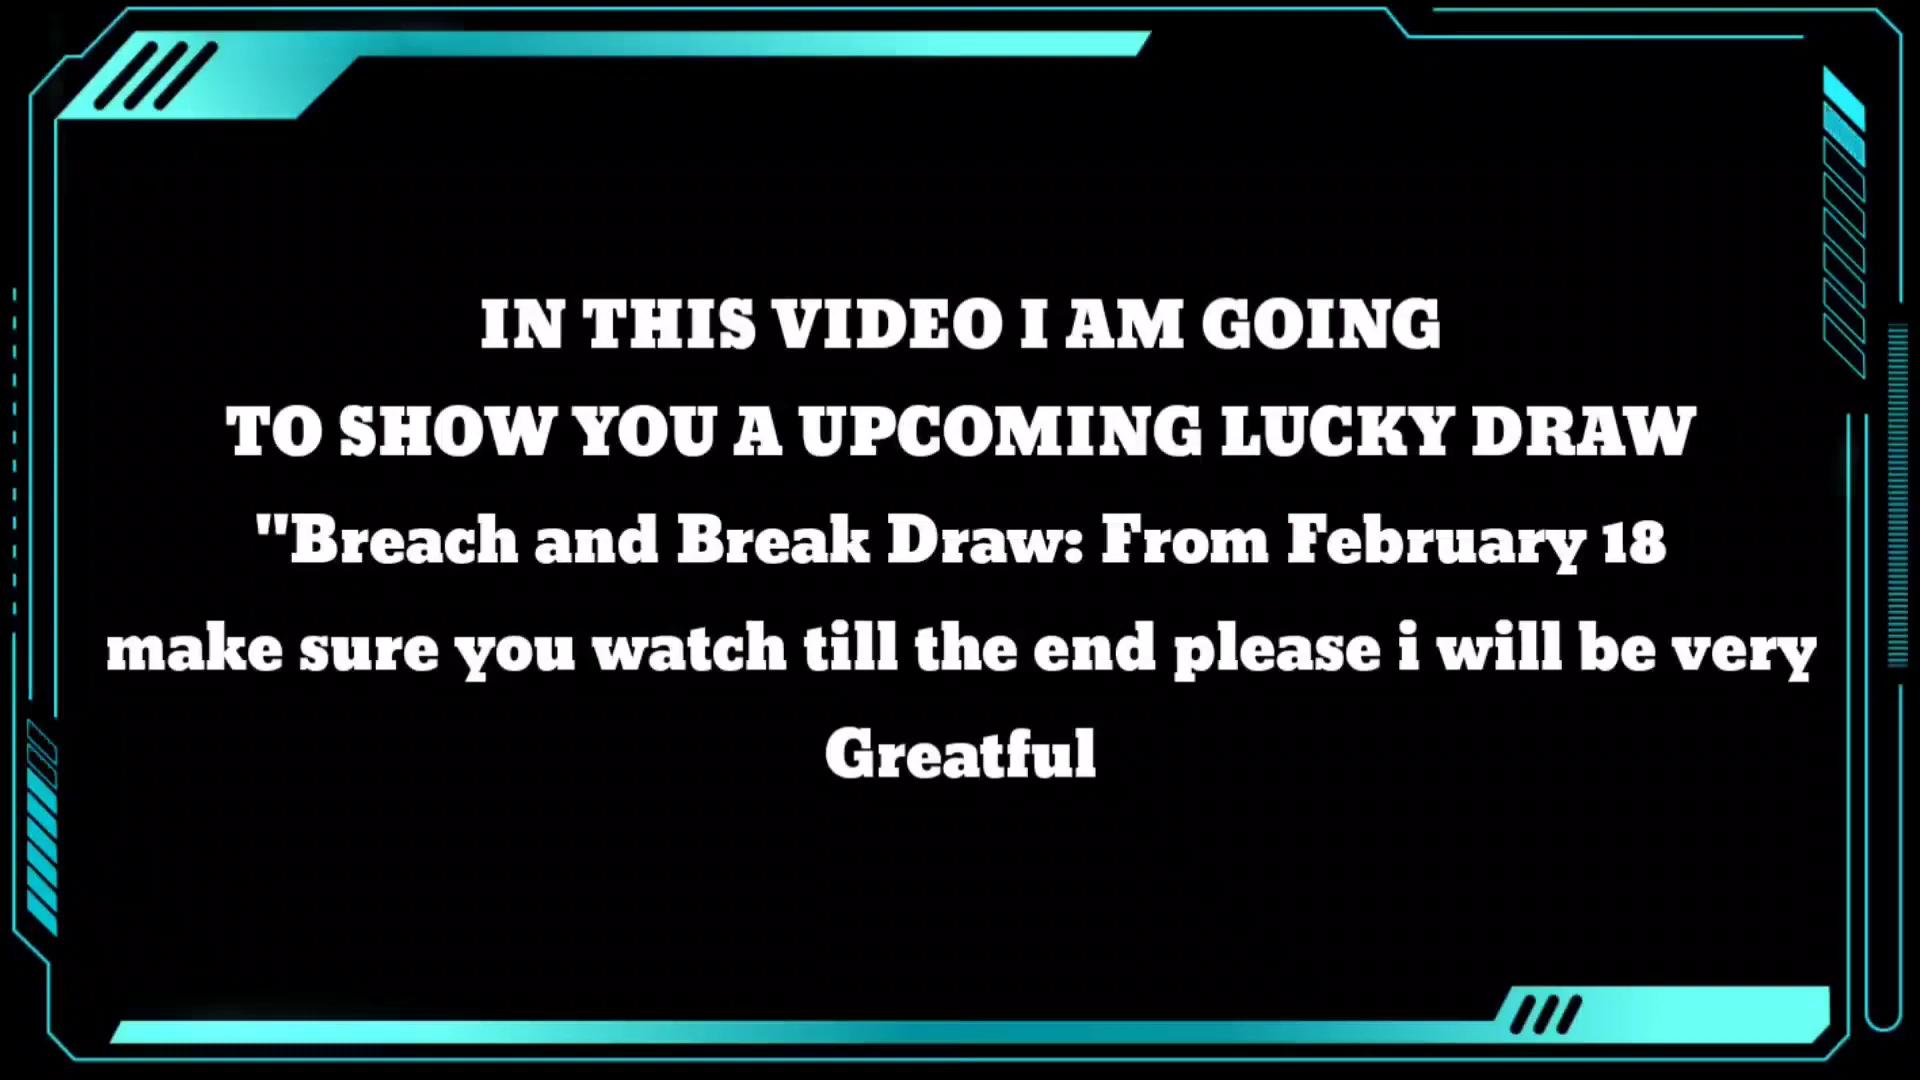 IN THIS VIDEO I AM GOING
TO SHOW YOU A UPCOMING LUCKY DRAW
"Breach and Break Draw: From February 18
make sure you watch till the end please i will be very
Greatful